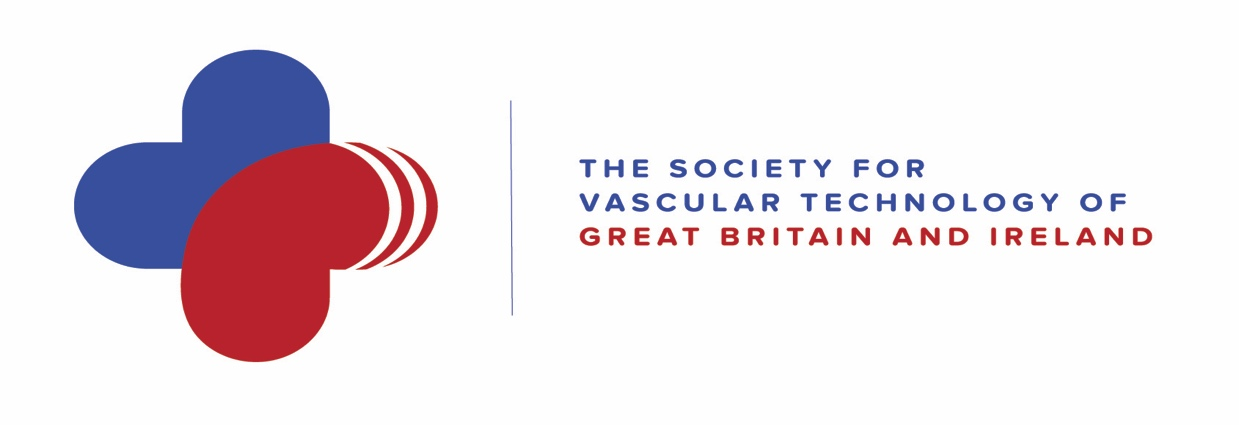 THE SOCIETY FOR
VASCULAR TECHNOLOGY OF
GREAT BRITAIN AND IRELAND